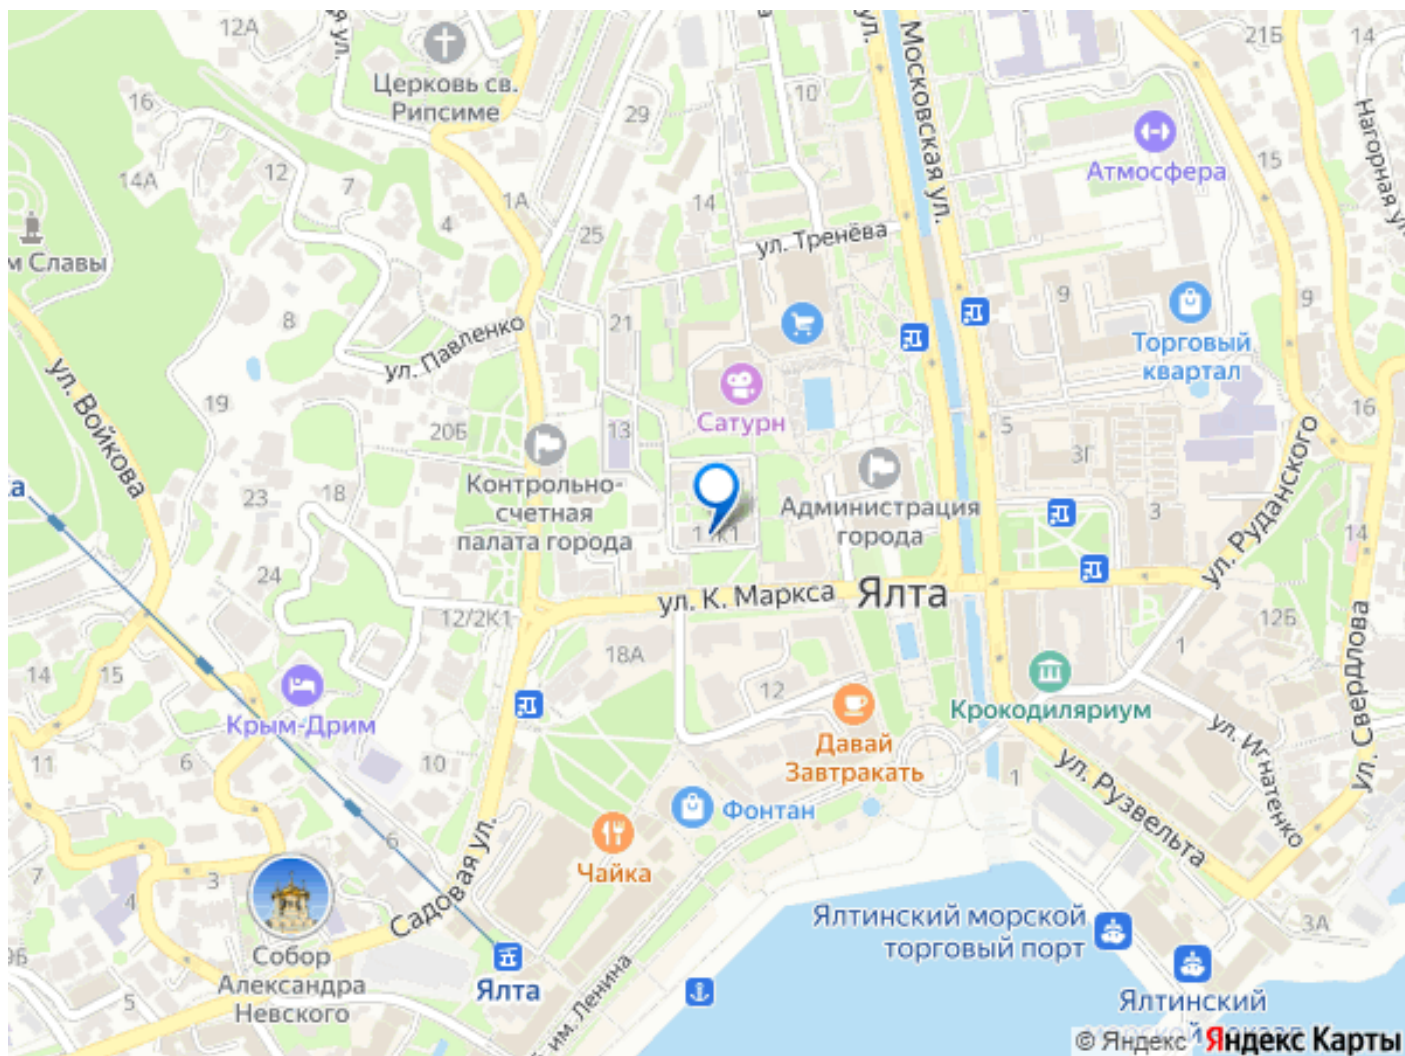 12А
Церковь св.
Рипсиме
29
10
21Б
14
16
Московская ул.
ул.
Нагорная ул.
15
Атмосфера
14А
12
7
4
1А
14
25
ул. Тренёва
м Славы
8
21
9
9
ул. Павленко
Торговый
квартал
ул. Войкова
19
20Б
Сатурн
13
5
3Г
16
Контрольно-
счетная
палата города
Администрация
города
ул. Руданского
ка
23
18
3
14
24
12/2К1
ул. К. Маркса
Ялта
12Б
18А
1
14
15
12
Крым-Дрим
Крокодиляриум
ул. Свердлова
Давай
Завтракать
ул. Игнатенко
11
6
10
1
ул. Рузвельта
Фонтан
6
Чайка
7
3
4
Садовая ул.
Собор
Александра
Невского
9Б
5
Ялта
им. Ленина
Ялтинский морской
торговый порт
3А
Ялтинский
© Яндекс Яндекс Карты